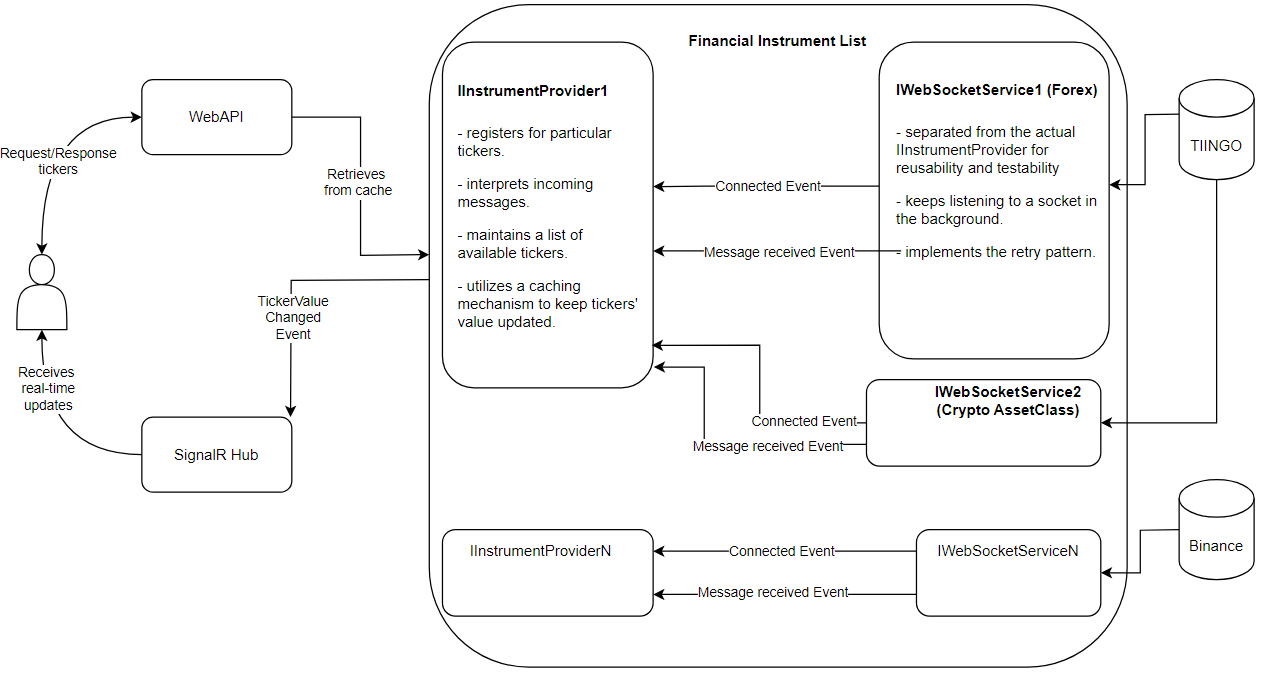 Financial Instrument List
WebAPI
Request/Response
tickers
Retrieves
from cache
TickerValue
Changed
Event
Receives
real-time
updates
SignalR Hub
IInstrumentProvider1
- registers for particular
tickers.
- interprets incoming
messages.
- maintains a list of
available tickers.
- utilizes a caching
mechanism to keep tickers'
value updated.
Connected Event
Message received Event
IWebSocketService1 (Forex)
- separated from the actual
IInstrumentProvider for
reusability and testability
- keeps listening to a socket in
the background.
- implements the retry pattern.
TIINGO
IWebSocketService2
(Crypto AssetClass)
Connected Event
Message received Event
IInstrumentProviderN
Connected Event
Message received Event
IWebSocketServiceN
Binance